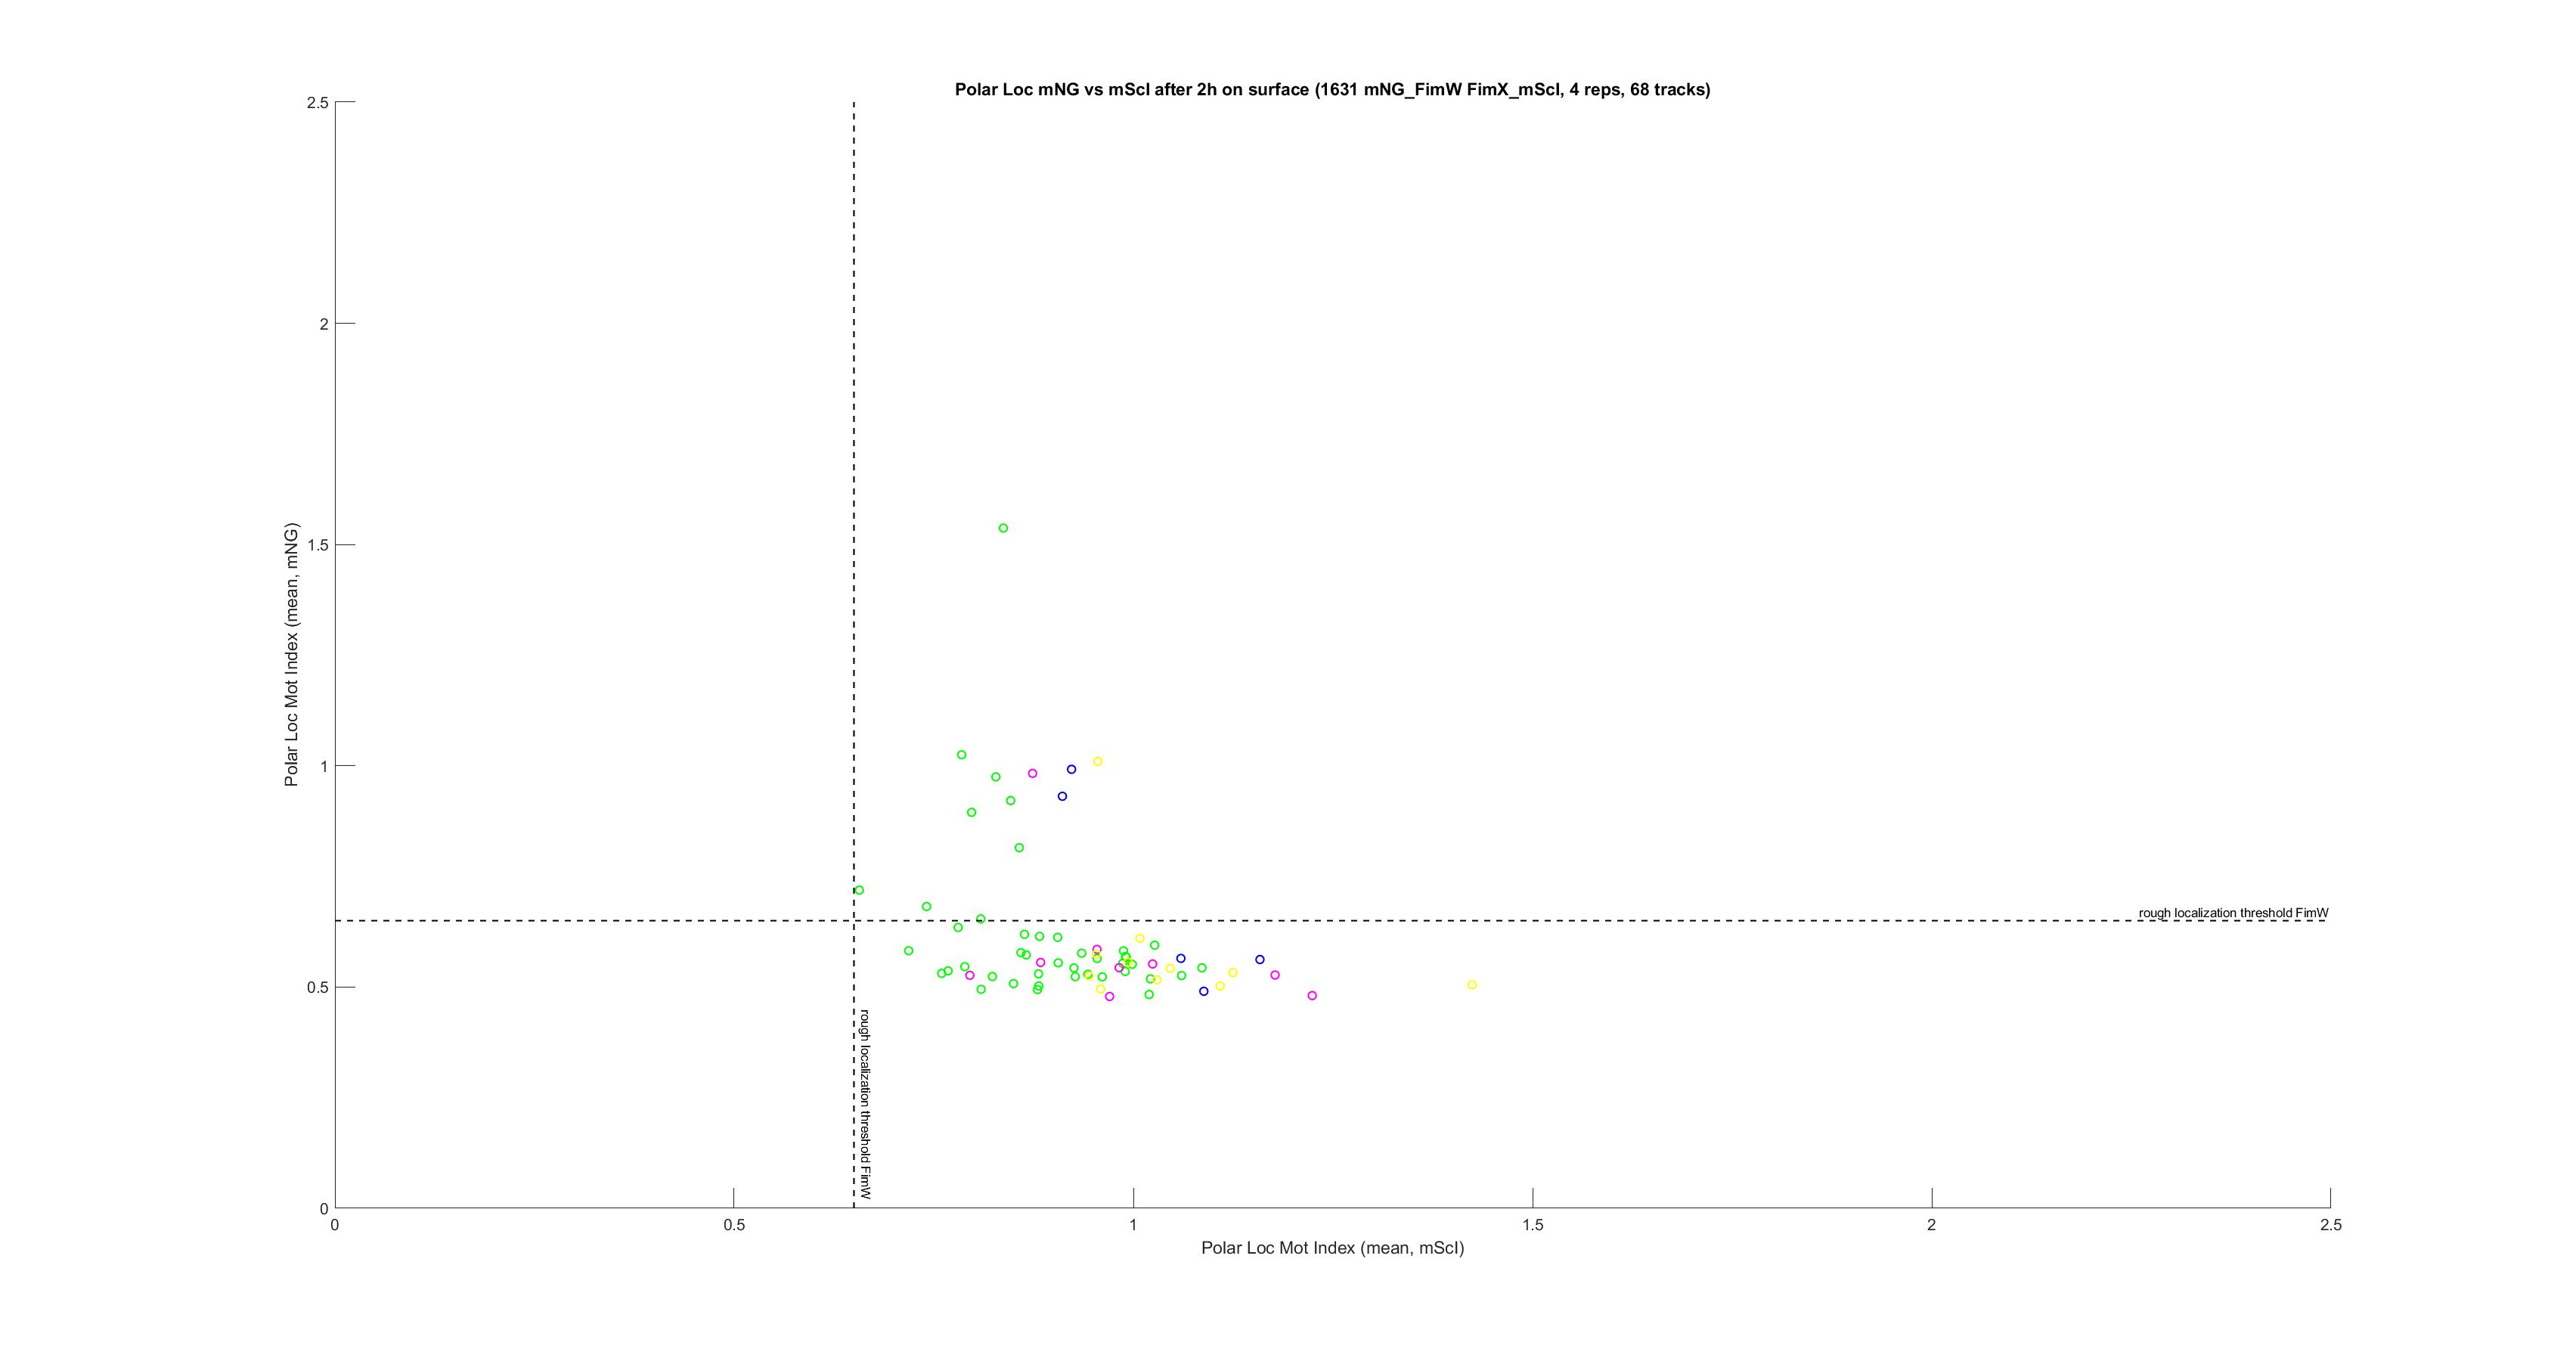 Polar Loc mNG vs mScI after 2h on surface (1631 mNG_FimW FimX_mScI, 4 reps, 68 tracks)
2.5
2
1.5
1
0.5
0
Polar Loc Mot Index (mean, mNG)
rough localization threshold FimW
rough localization threshold FimW
0
0.5
1
1.5
2
2.5
Polar Loc Mot Index (mean, mScI)